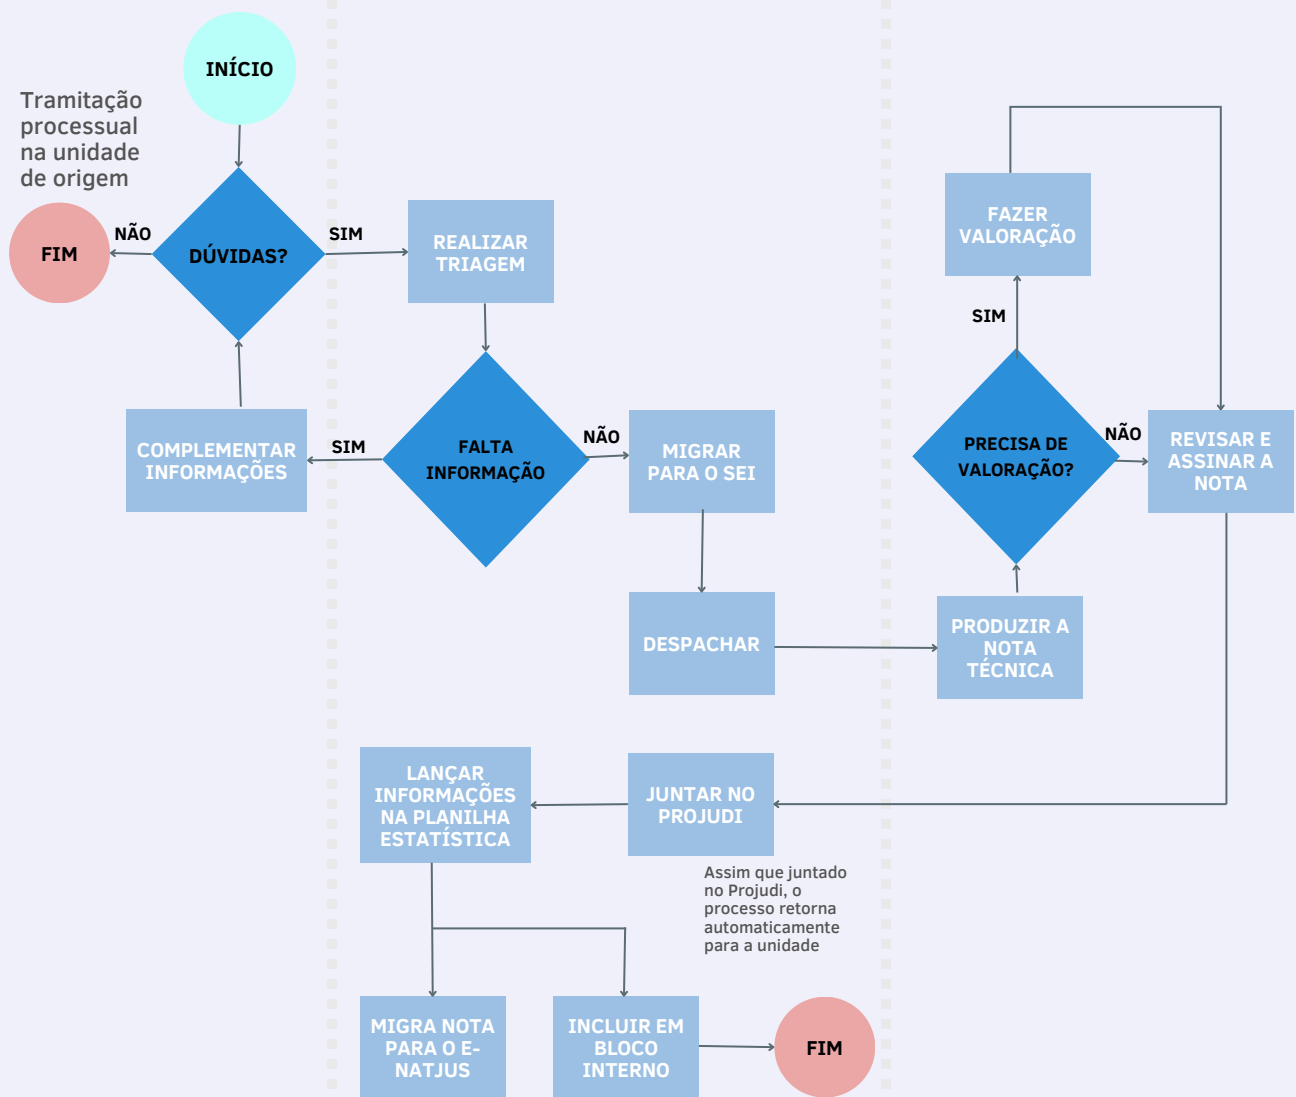 INÍCIO
Tramitação
processual
na unidade
de origem
NÃO
FIM
DÚVIDAS?
SIM
REALIZAR
TRIAGEM
FALTA
INFORMAÇÃO
SIM
COMPLEMENTAR
INFORMAÇÕES
NÃO
MIGRAR
PARA O SEI
DESPACHAR
PRODUZIR A
NOTA
TÉCNICA
PRECISA DE
VALORAÇÃO?
SIM
FAZER
VALORAÇÃO
NÃO
REVISAR E
ASSINAR A
NOTA
JUNTAR NO
PROJUDI
Assim que juntado
no Projudi, o
processo retorna
automaticamente
para a unidade
LANÇAR
INFORMAÇÕES
NA PLANILHA
ESTATÍSTICA
MIGRA NOTA
PARA O E-
NATJUS
INCLUIR EM
BLOCO
INTERNO
FIM